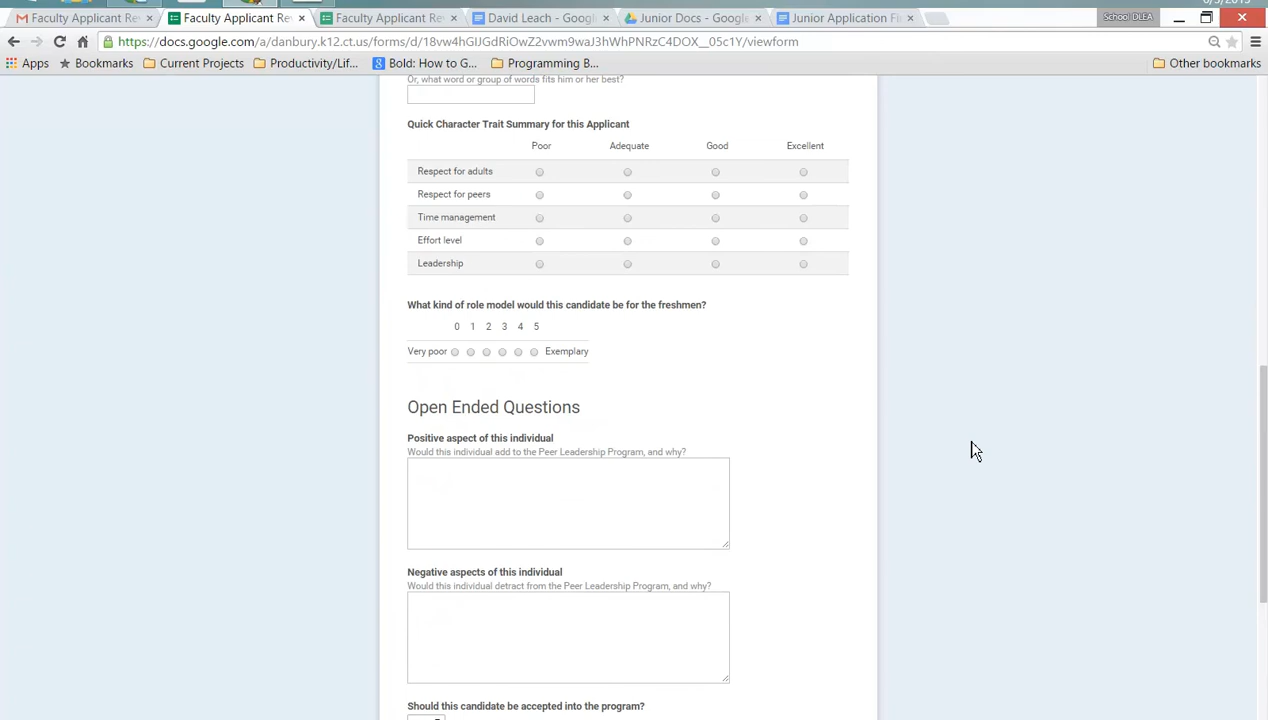 Faculty Applicant Re
Faculty Applicant Re
Faculty Applicant Re
David Leach - Googl
Junior Docs - Google
Junior Application Fi
School DLEA
https://docs.google.com/a/danbury.k12.ct.us/forms/d/18vw4hGIJGdRiOwZ2vwm9waJ3hWhPNRzC4DOX__05c1Y/viewform
Apps
Bookmarks
Current Projects
Productivity/Lif...
Bold: How to G...
Programming B...
Other bookmarks
Or, what word or group of words fits him or her best?
Quick Character Trait Summary for this Applicant
Poor Adequate Good Excellent
Respect for adults
Respect for peers
Time management
Effort level
Leadership
What kind of role model would this candidate be for the freshmen?
0 1 2 3 4 5
Very poor Exemplary
Open Ended Questions
Positive aspect of this individual
Would this individual add to the Peer Leadership Program, and why?
Negative aspects of this individual
Would this individual detract from the Peer Leadership Program, and why?
Should this candidate be accepted into the program?